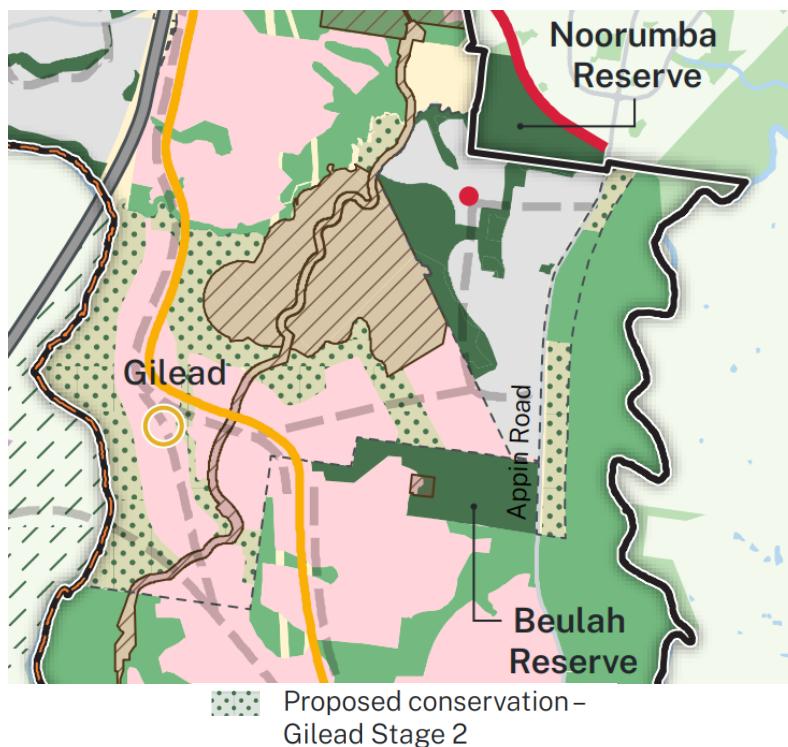 Noorumba
Reserve
Gilead
Appin Road
Beulah
Reserve
Proposed conservation –
Gilead Stage 2